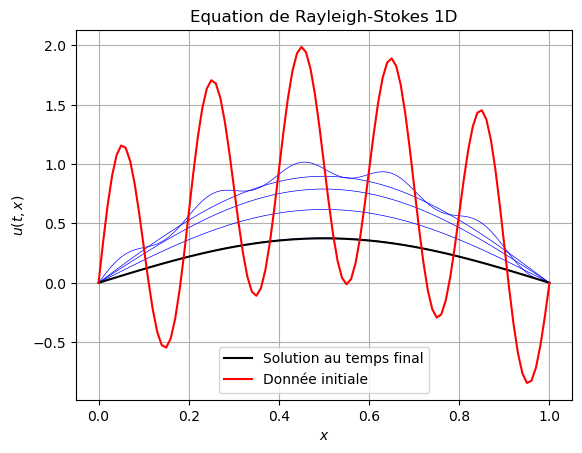 Equation de Rayleigh-Stokes 1D
2.0
1.5
1.0
0.5
0.0
−0.5
u(t, x)
Solution au temps final
Donnée initiale
0.0 0.2 0.4 0.6 0.8 1.0
x